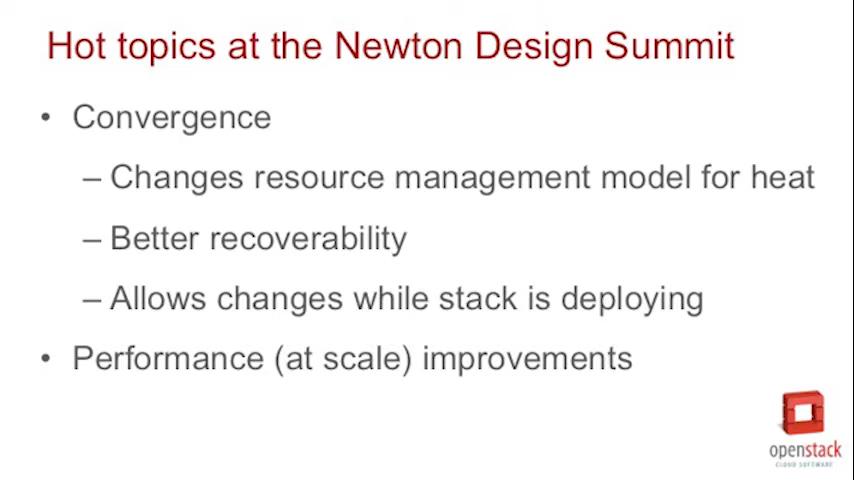 Hot topics at the Newton Design Summit
• Convergence
– Changes resource management model for heat
– Better recoverability
– Allows changes while stack is deploying
• Performance (at scale) improvements
openstack
CLOUD SOFTWARE